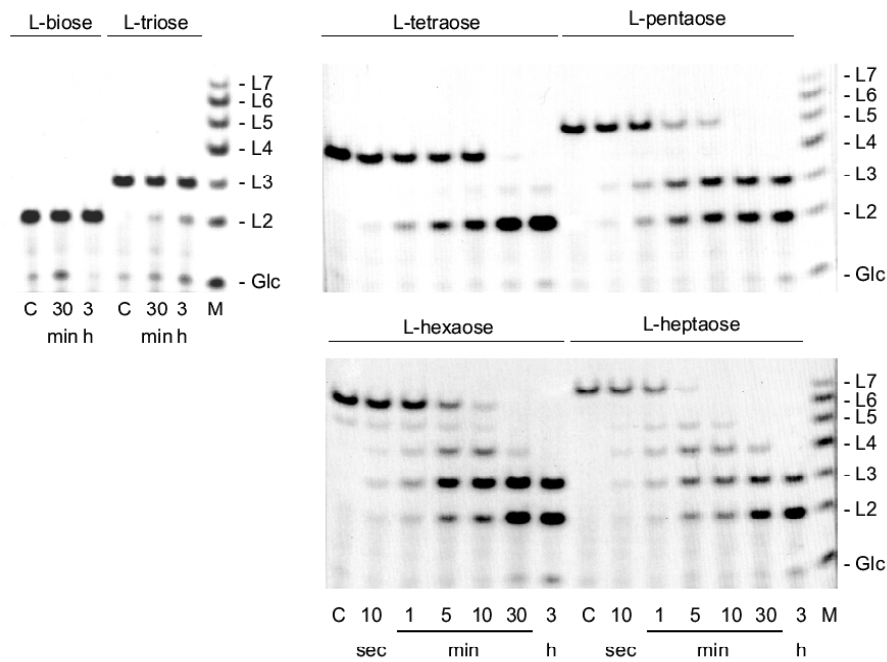 L-biose L-triose
- L7
- L6
- L5
- L4
- L3
- L2
- Glc
C 30 3 C 30 3 M
min h min h
L-tetraose L-pentaose
- L7
- L6
- L5
- L4
- L3
- L2
- Glc
L-hexaose L-heptaose
- L7
- L6
- L5
- L4
- L3
- L2
- Glc
C 10 1 5 10 30 3 C 10 1 5 10 30 3 M
sec min h sec min h